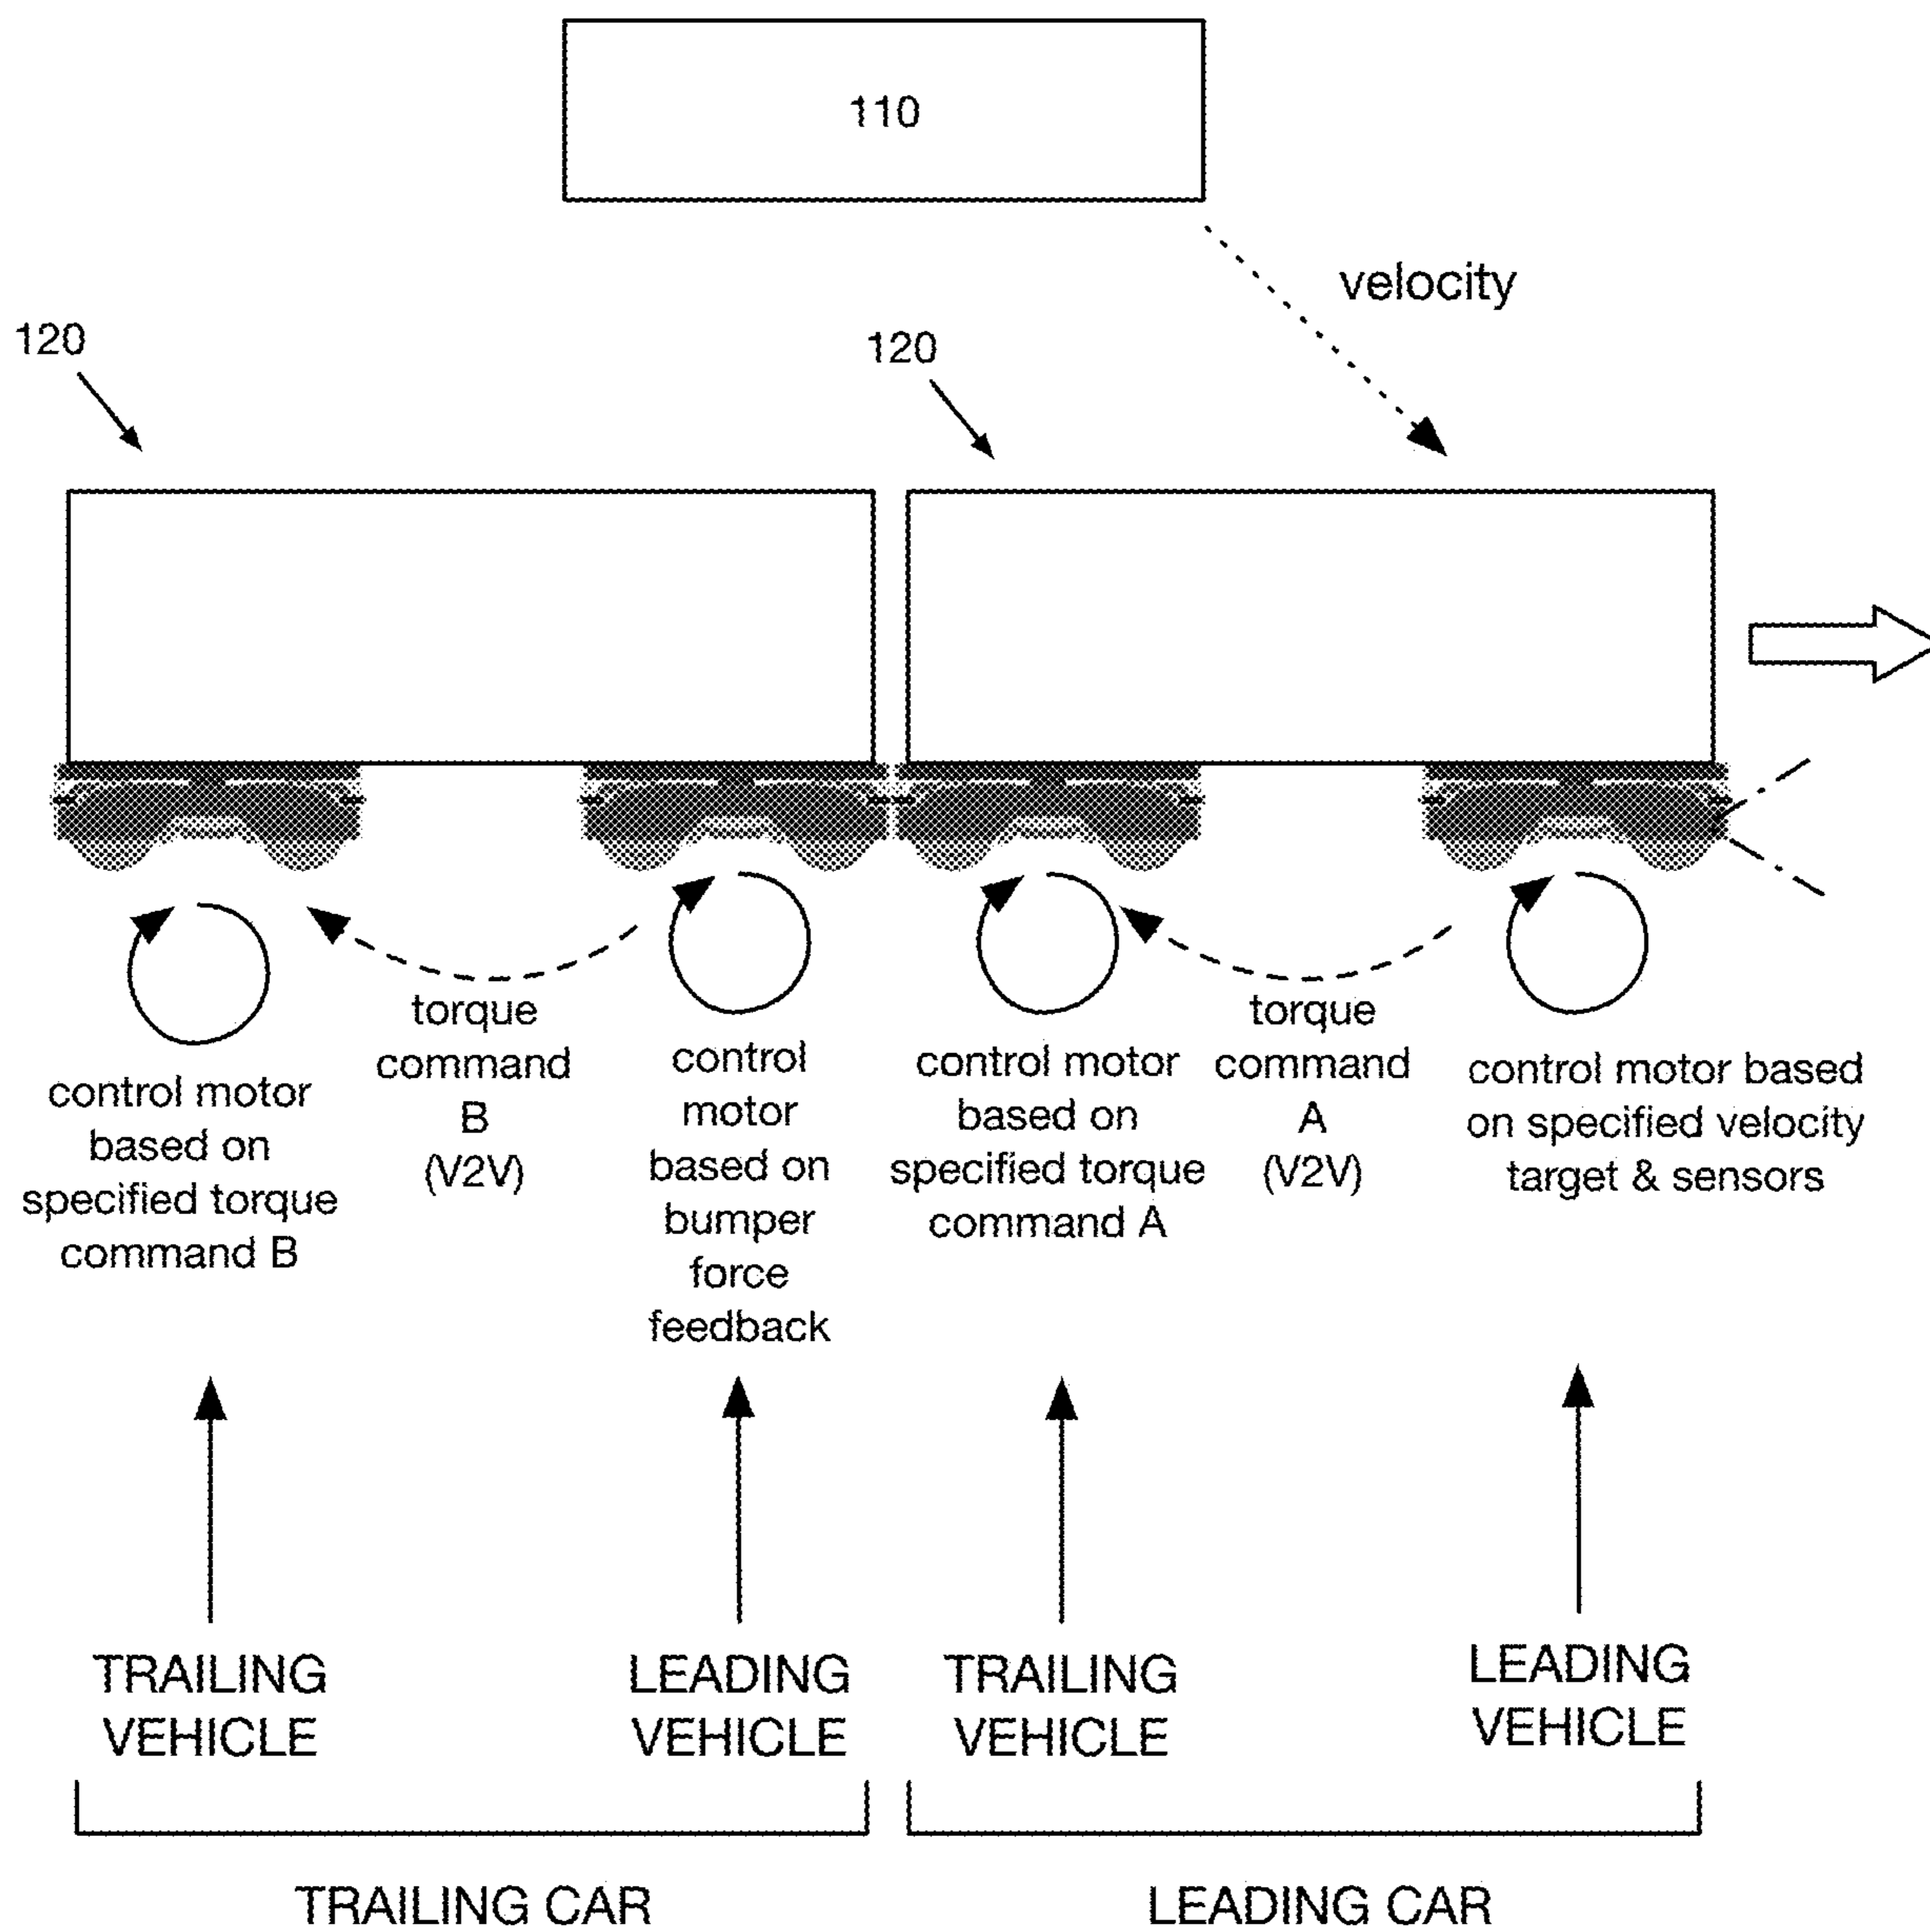 110
velocity
120
120
torque
command
B
(V2V)
torque
command
A
(V2V)
control motor
based on
specified torque
command B
control
motor
based on
bumper
force
feedback
control motor
based on
specified torque
command A
control motor based
on specified velocity
target & sensors
TRAILING
VEHICLE
LEADING
VEHICLE
TRAILING
VEHICLE
LEADING
VEHICLE
TRAILING CAR
LEADING CAR